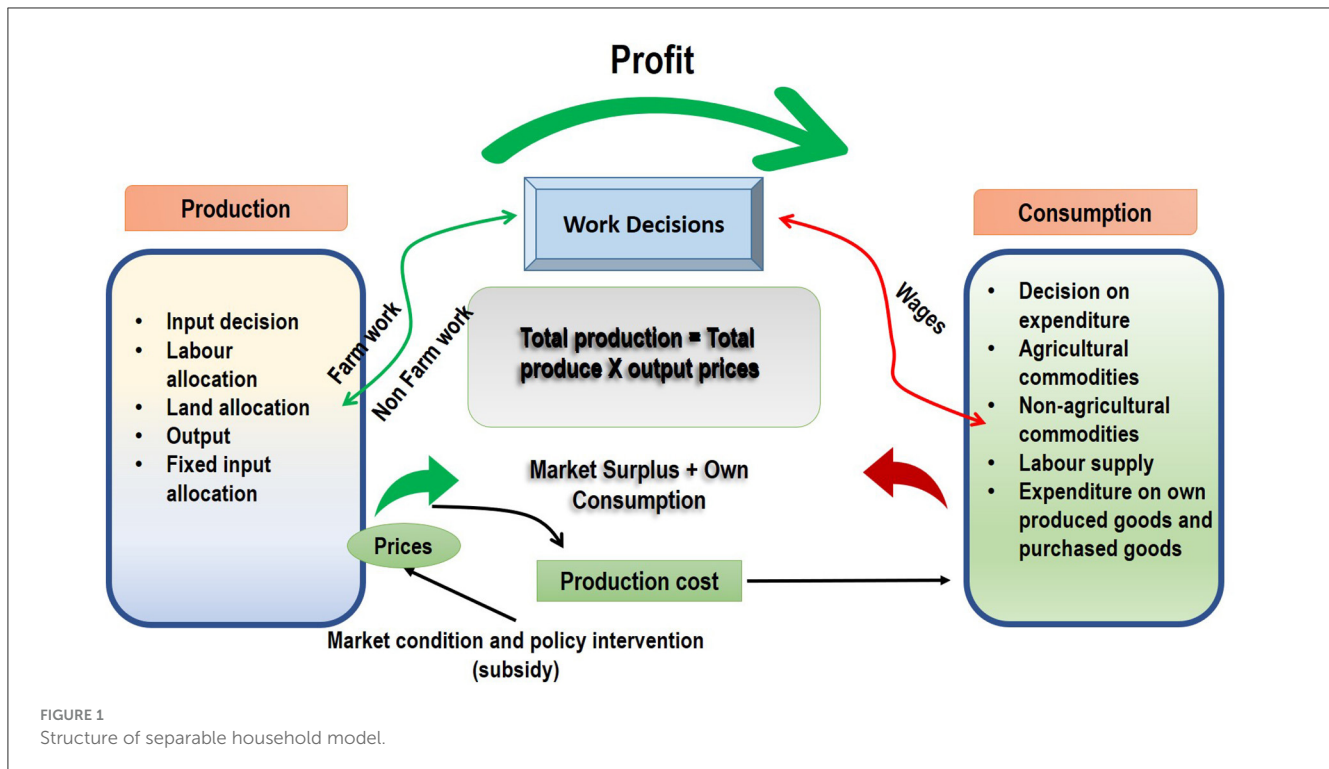 Profit
Production
Work Decisions
Consumption
• Input decision
• Labour
allocation
• Land allocation
• Output
• Fixed input
allocation
Farm work
Non Farm work
Total production = Total
produce X output prices
Wages
• Decision on
expenditure
• Agricultural
commodities
• Non-agricultural
commodities
• Labour supply
• Expenditure on own
produced goods and
purchased goods
Market Surplus + Own
Consumption
Prices
Production cost
Market condition and policy intervention
(subsidy)
FIGURE 1
Structure of separable household model.